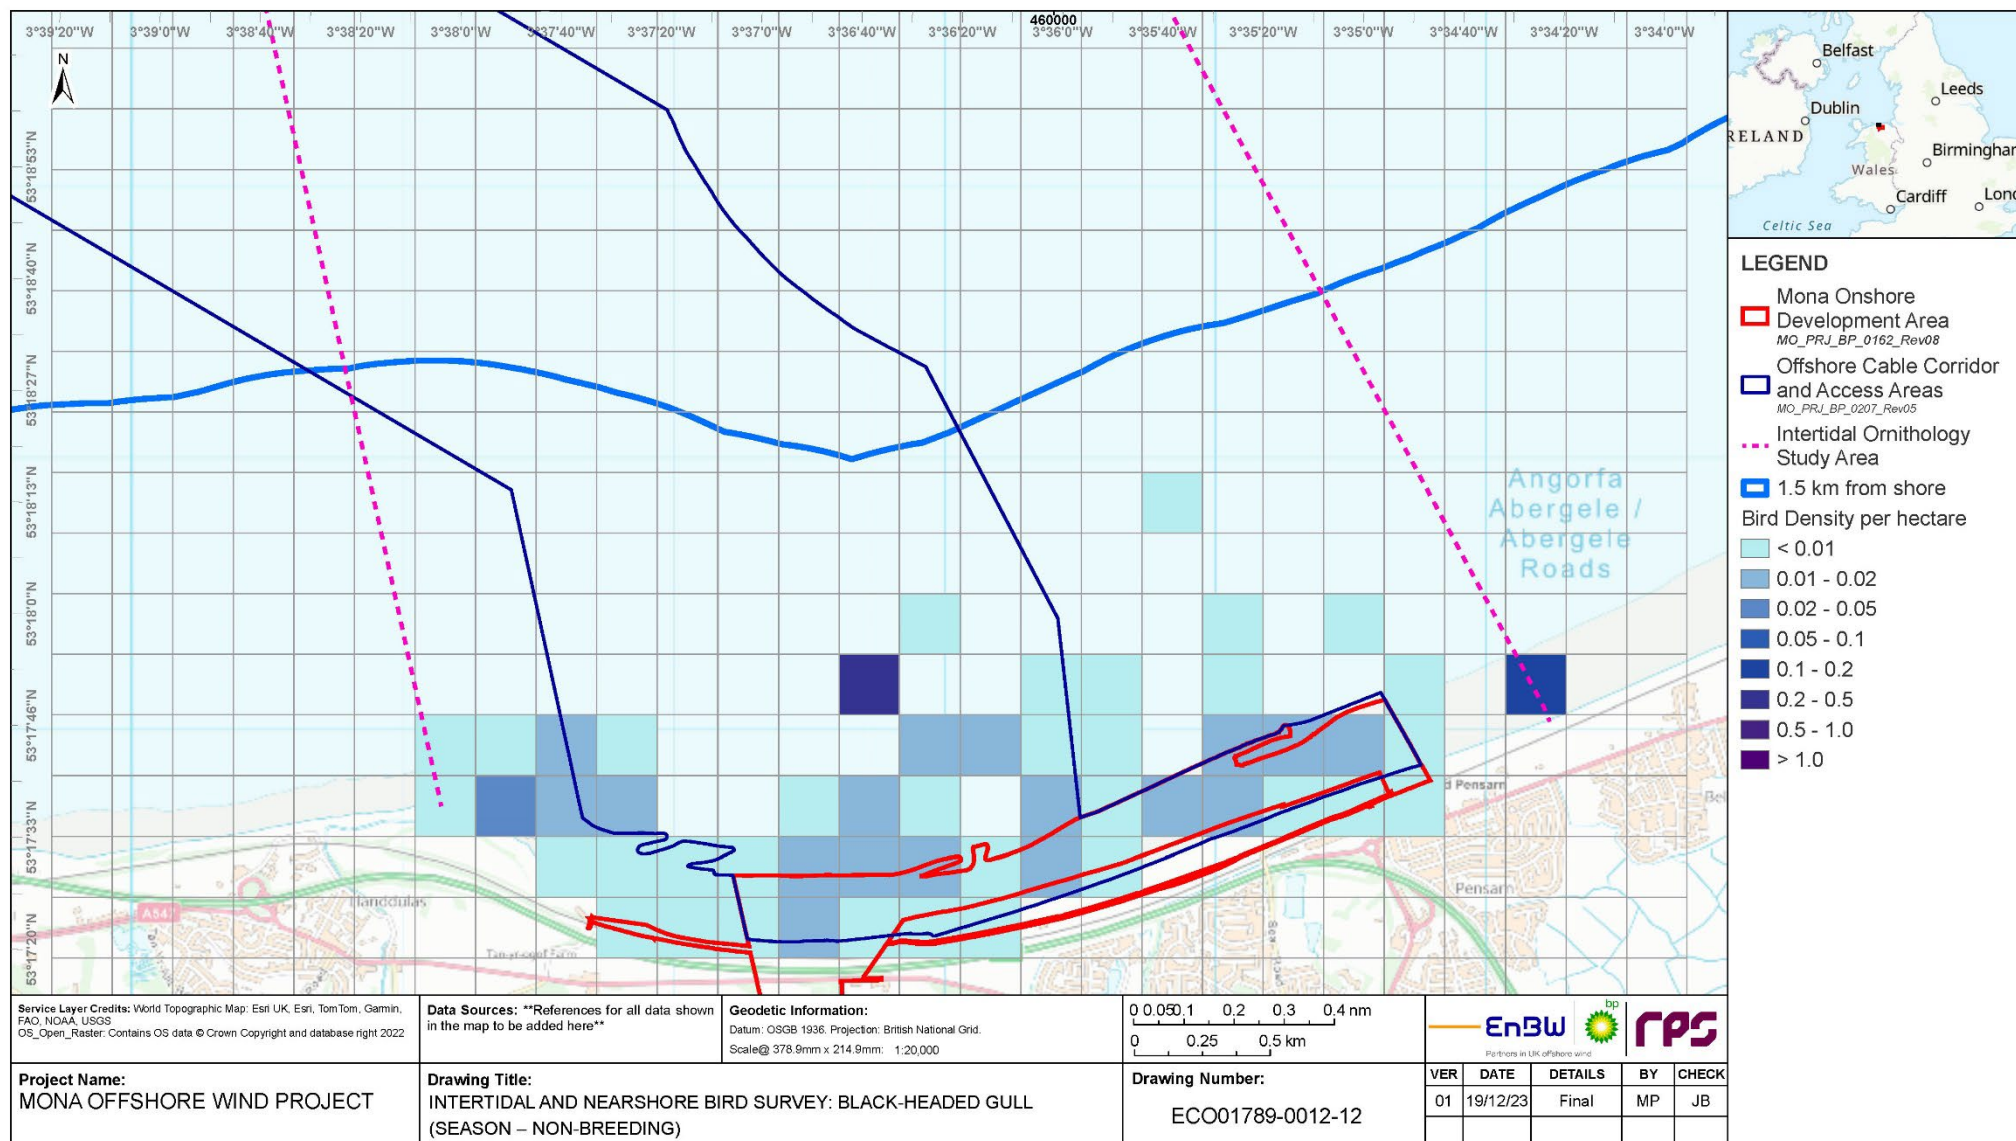 460000
3°39'20"W 3°39'0"W 3°38'40"W 3°38'20"W 3°38'0"W 3°37'40"W 3°37'20"W 3°37'0"W 3°36'40"W 3°36'20"W 3°36'0"W 3°35'40"W 3°35'20"W 3°35'0"W 3°34'40"W 3°34'20"W 3°34'0"W
N
53°18'53"N
53°18'40"N
53°18'27"N
53°18'13"N
53°18'0"N
53°17'46"N
53°17'33"N
53°17'20"N
Angorfa
Abergele /
Abergele
Roads
Pensarn
Pensarn
A547
Llanddulas
Belfast
Leeds
Dublin
RELAND
Birminghar
Wales
Cardiff
Lond
Celtic Sea
LEGEND
Mona Onshore
Development Area
MO_PRJ_BP_0162_Rev08
Offshore Cable Corridor
and Access Areas
MO_PRJ_BP_0207_Rev05
Intertidal Ornithology
Study Area
1.5 km from shore
Bird Density per hectare
< 0.01
0.01 - 0.02
0.02 - 0.05
0.05 - 0.1
0.1 - 0.2
0.2 - 0.5
0.5 - 1.0
> 1.0
Service Layer Credits: World Topographic Map: Esri UK, Esri, TomTom, Garmin,
FAO, NOAA, USGS
OS_Open_Raster: Contains OS data © Crown Copyright and database right 2022
Data Sources: **References for all data shown
in the map to be added here**
Geodetic Information:
Datum: OSGB 1936. Projection: British National Grid.
Scale@ 378.9mm x 214.9mm: 1:20,000
0 0.05 0.1 0.2 0.3 0.4 nm
0 0.25 0.5 km
EnBW
bp
rps
Partners in UK offshore wind
Project Name:
MONA OFFSHORE WIND PROJECT
Drawing Title:
INTERTIDAL AND NEARSHORE BIRD SURVEY: BLACK-HEADED GULL
(SEASON – NON-BREEDING)
Drawing Number:
ECO01789-0012-12
VER DATE DETAILS BY CHECK
01 19/12/23 Final MP JB